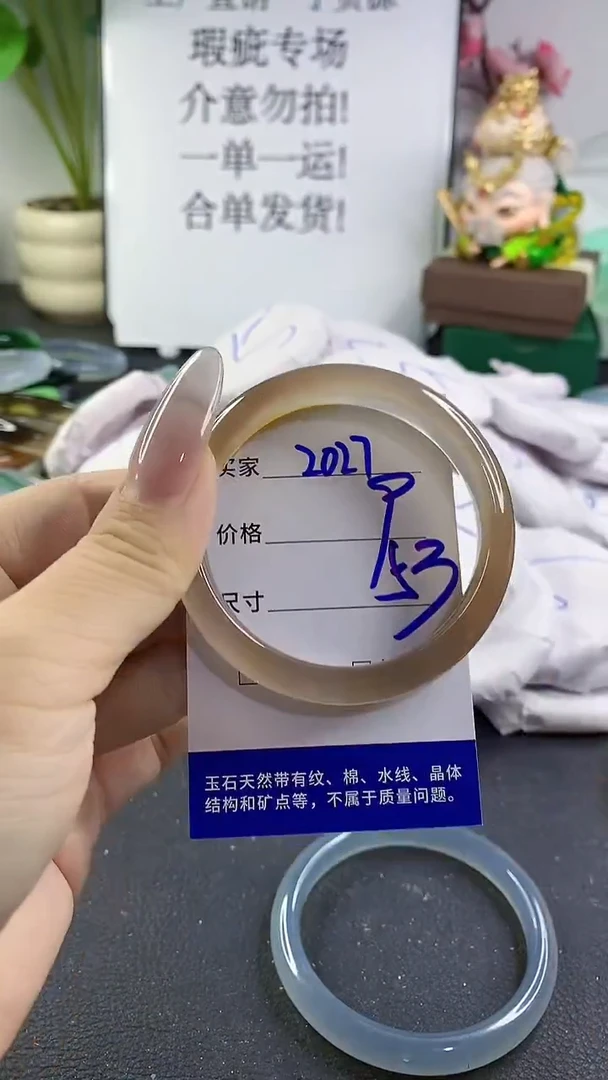 瑕疵专场
介意勿拍!
一单一运!
合单发货!
买家 2027
价格
尺寸 53
玉石天然带有纹、棉、水线、晶体
结构和矿点等，不属于质量问题。